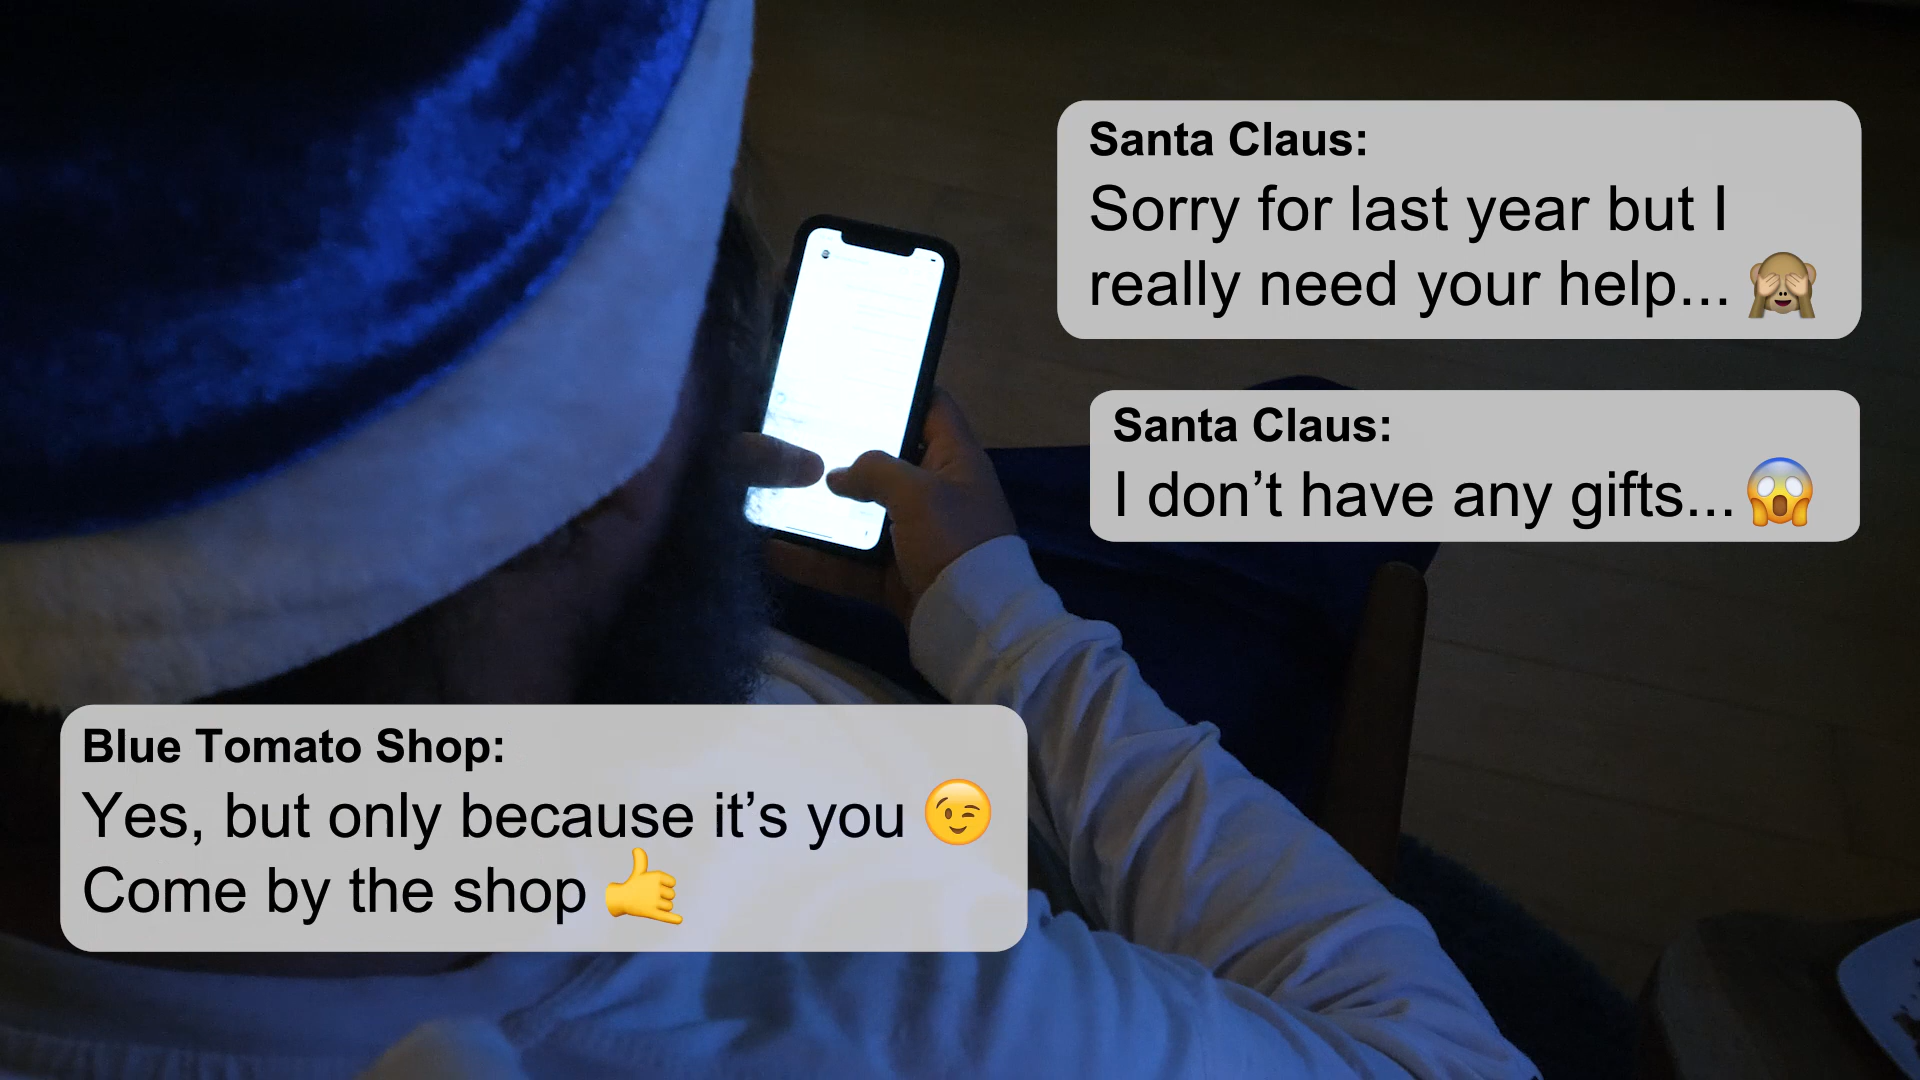 Santa Claus:
Sorry for last year but I
really need your help... 🙈
Santa Claus:
I don’t have any gifts... 😱
Blue Tomato Shop:
Yes, but only because it’s you 😉
Come by the shop 🤙